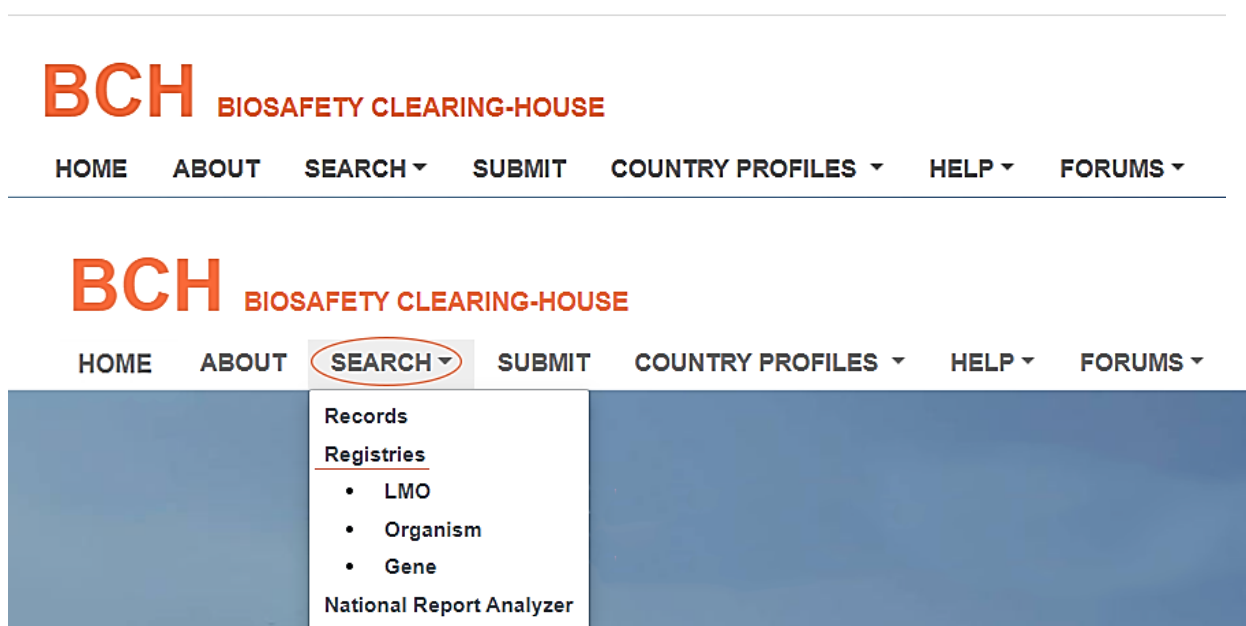 BCH BIOSAFETY CLEARING-HOUSE
HOME ABOUT SEARCH SUBMIT COUNTRY PROFILES HELP FORUMS
BCH BIOSAFETY CLEARING-HOUSE
HOME ABOUT SEARCH SUBMIT COUNTRY PROFILES HELP FORUMS
Records
Registries
• LMO
• Organism
• Gene
National Report Analyzer